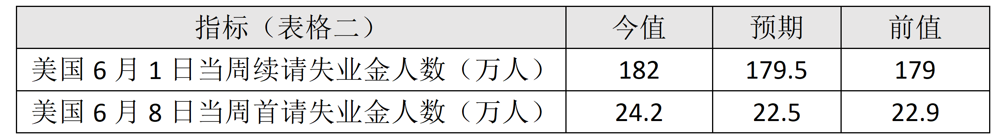 指标（表格二） 今值 预期 前值
美国 6 月 1 日当周续请失业金人数（万人） 182 179.5 179
美国 6 月 8 日当周首请失业金人数（万人） 24.2 22.5 22.9